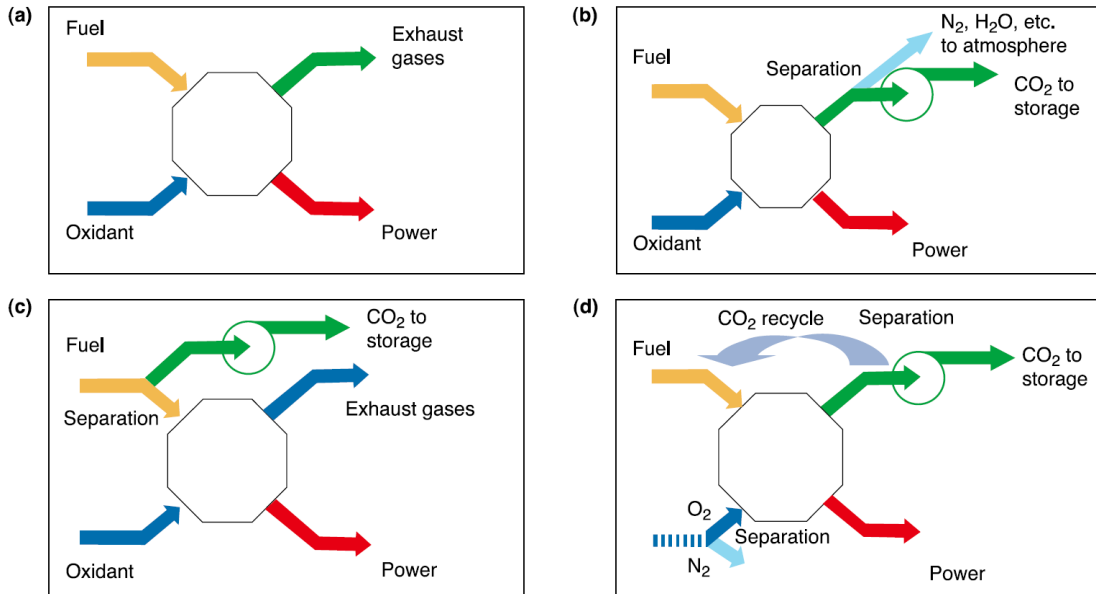 (a)
Fuel
Exhaust
gases
Oxidant
Power
(b)
N₂, H₂O, etc.
to atmosphere
Separation
Fuel
CO₂ to
storage
Oxidant
Power
(c)
CO₂ to
storage
Fuel
Separation
Exhaust gases
Oxidant
Power
(d)
CO₂ recycle
Separation
Fuel
CO₂ to
storage
O₂
Separation
N₂
Power